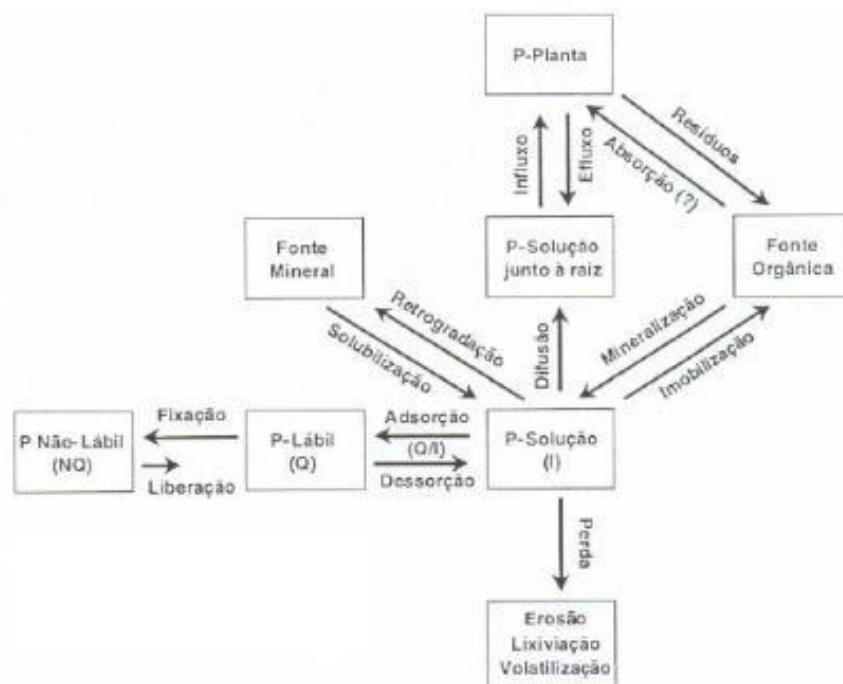 P-Planta
Resíduos
Absorção (?)
Influxo
Efluxo
Fonte
Mineral
P-Solução
junto à raiz
Fonte
Orgânica
Retrogradação
Solubilização
Difusão
Mineralização
Imobilização
P Não-Lábil
(NQ)
Fixação
Liberação
P-Lábil
(Q)
Adsorção
(Q/I)
Dessorção
P-Solução
(I)
Perda
Erosão
Lixiviação
Volatilização